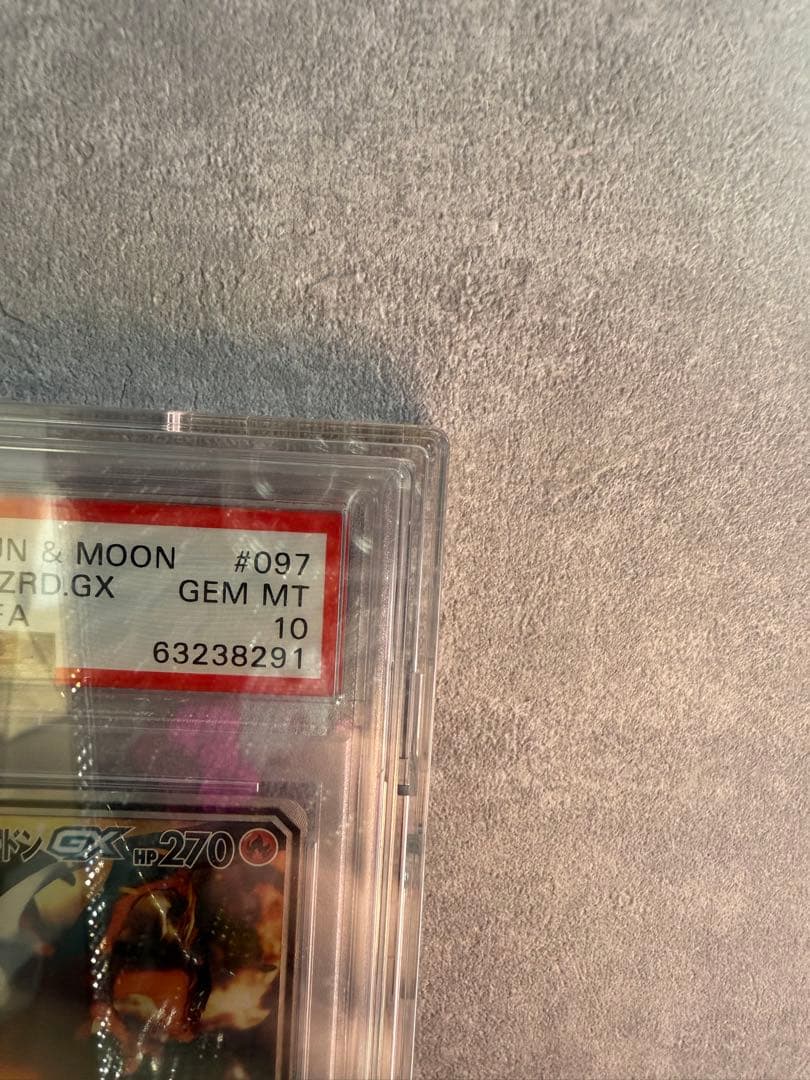 UN & MOON #097
ZRD.GX GEM MT
FA 10
63238291
ドン GX HP270